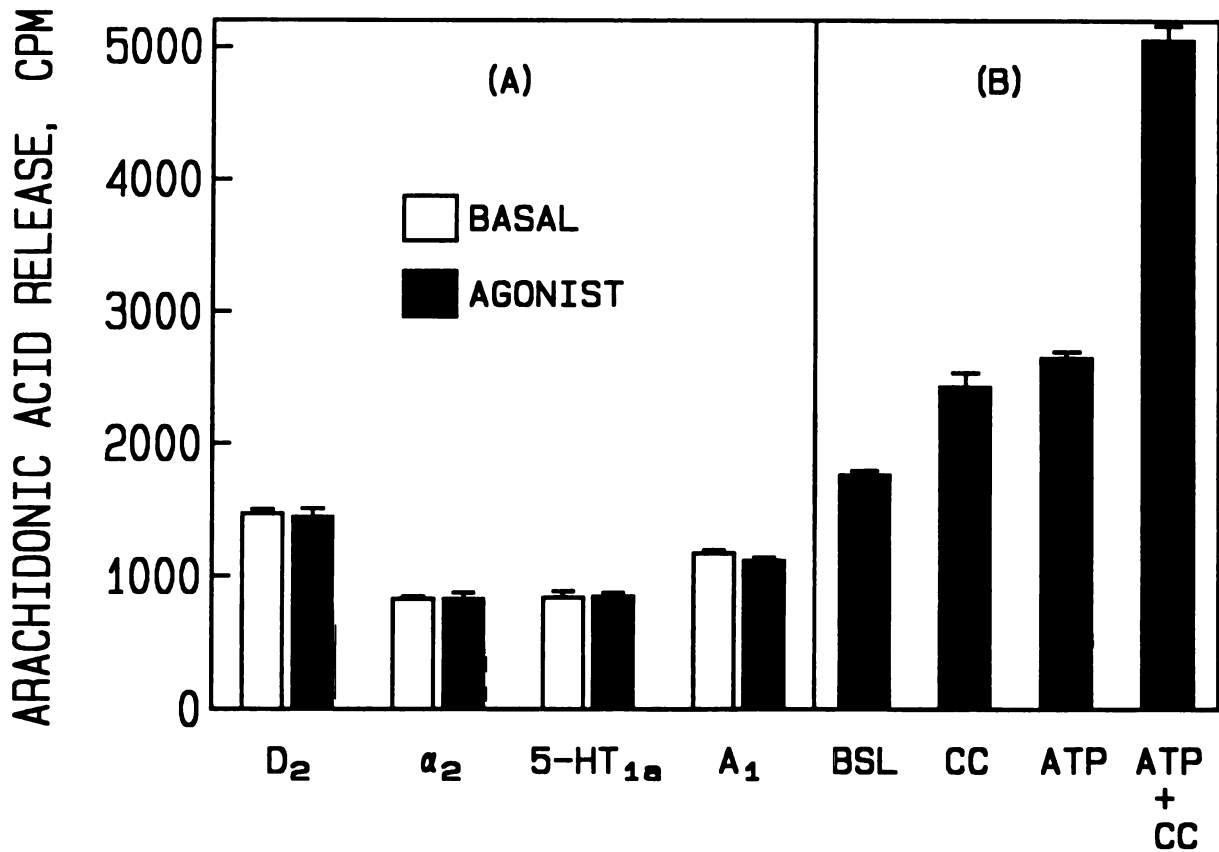 ARACHIDONIC ACID RELEASE, CPM
5000
4000
3000
2000
1000
0
(A)
BASAL
AGONIST
(B)
D₂
α₂
5-HT₁ₐ
A₁
BSL
CC
ATP
ATP
+
CC